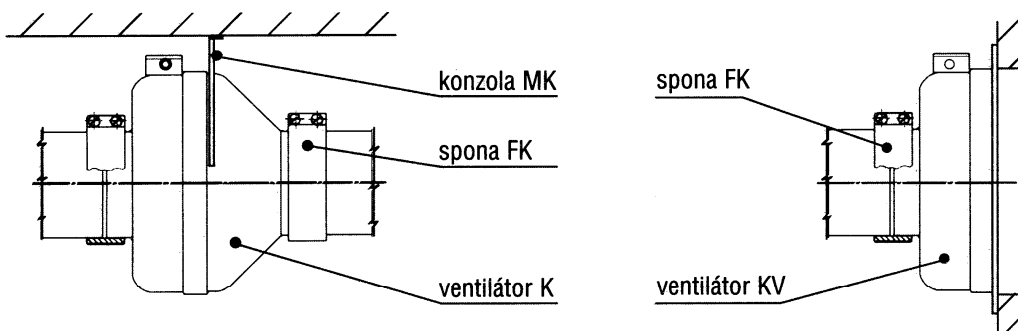 konzola MK
spona FK
ventilátor K
spona FK
ventilátor KV